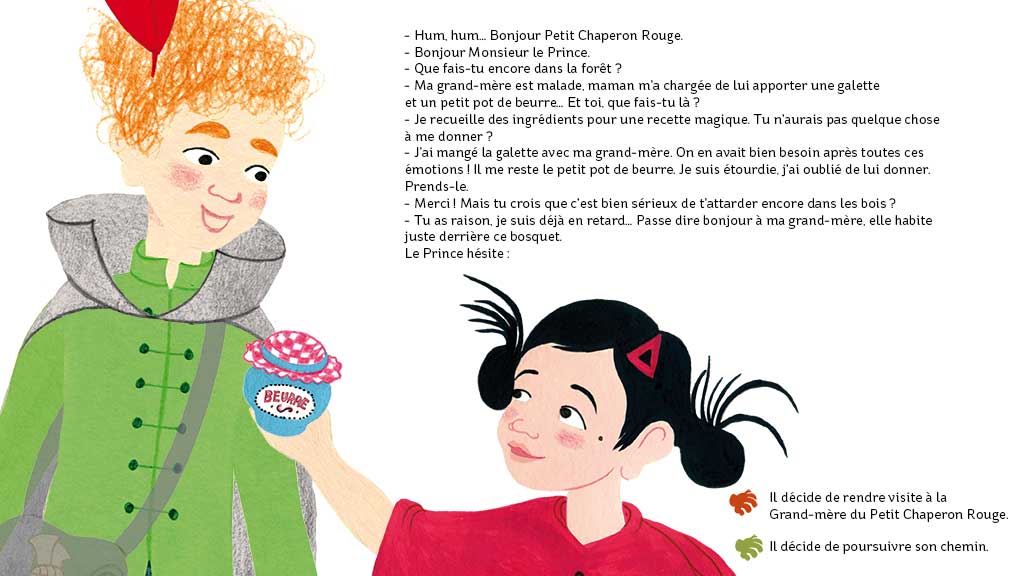 - Hum, hum... Bonjour Petit Chaperon Rouge.
- Bonjour Monsieur le Prince.
- Que fais-tu encore dans la forêt ?
- Ma grand-mère est malade, maman m'a chargée de lui apporter une galette
et un petit pot de beurre... Et toi, que fais-tu là ?
- Je recueille des ingrédients pour une recette magique. Tu n'aurais pas quelque chose
à me donner ?
- J'ai mangé la galette avec ma grand-mère. On en avait bien besoin après toutes ces
émotions ! Il me reste le petit pot de beurre. Je suis étourdie, j'ai oublié de lui donner.
Prends-le.
- Merci ! Mais tu crois que c'est bien sérieux de t'attarder encore dans les bois ?
- Tu as raison, je suis déjà en retard... Passe dire bonjour à ma grand-mère, elle habite
juste derrière ce bosquet.
Le Prince hésite :
BEURRE
Il décide de rendre visite à la
Grand-mère du Petit Chaperon Rouge.
Il décide de poursuivre son chemin.